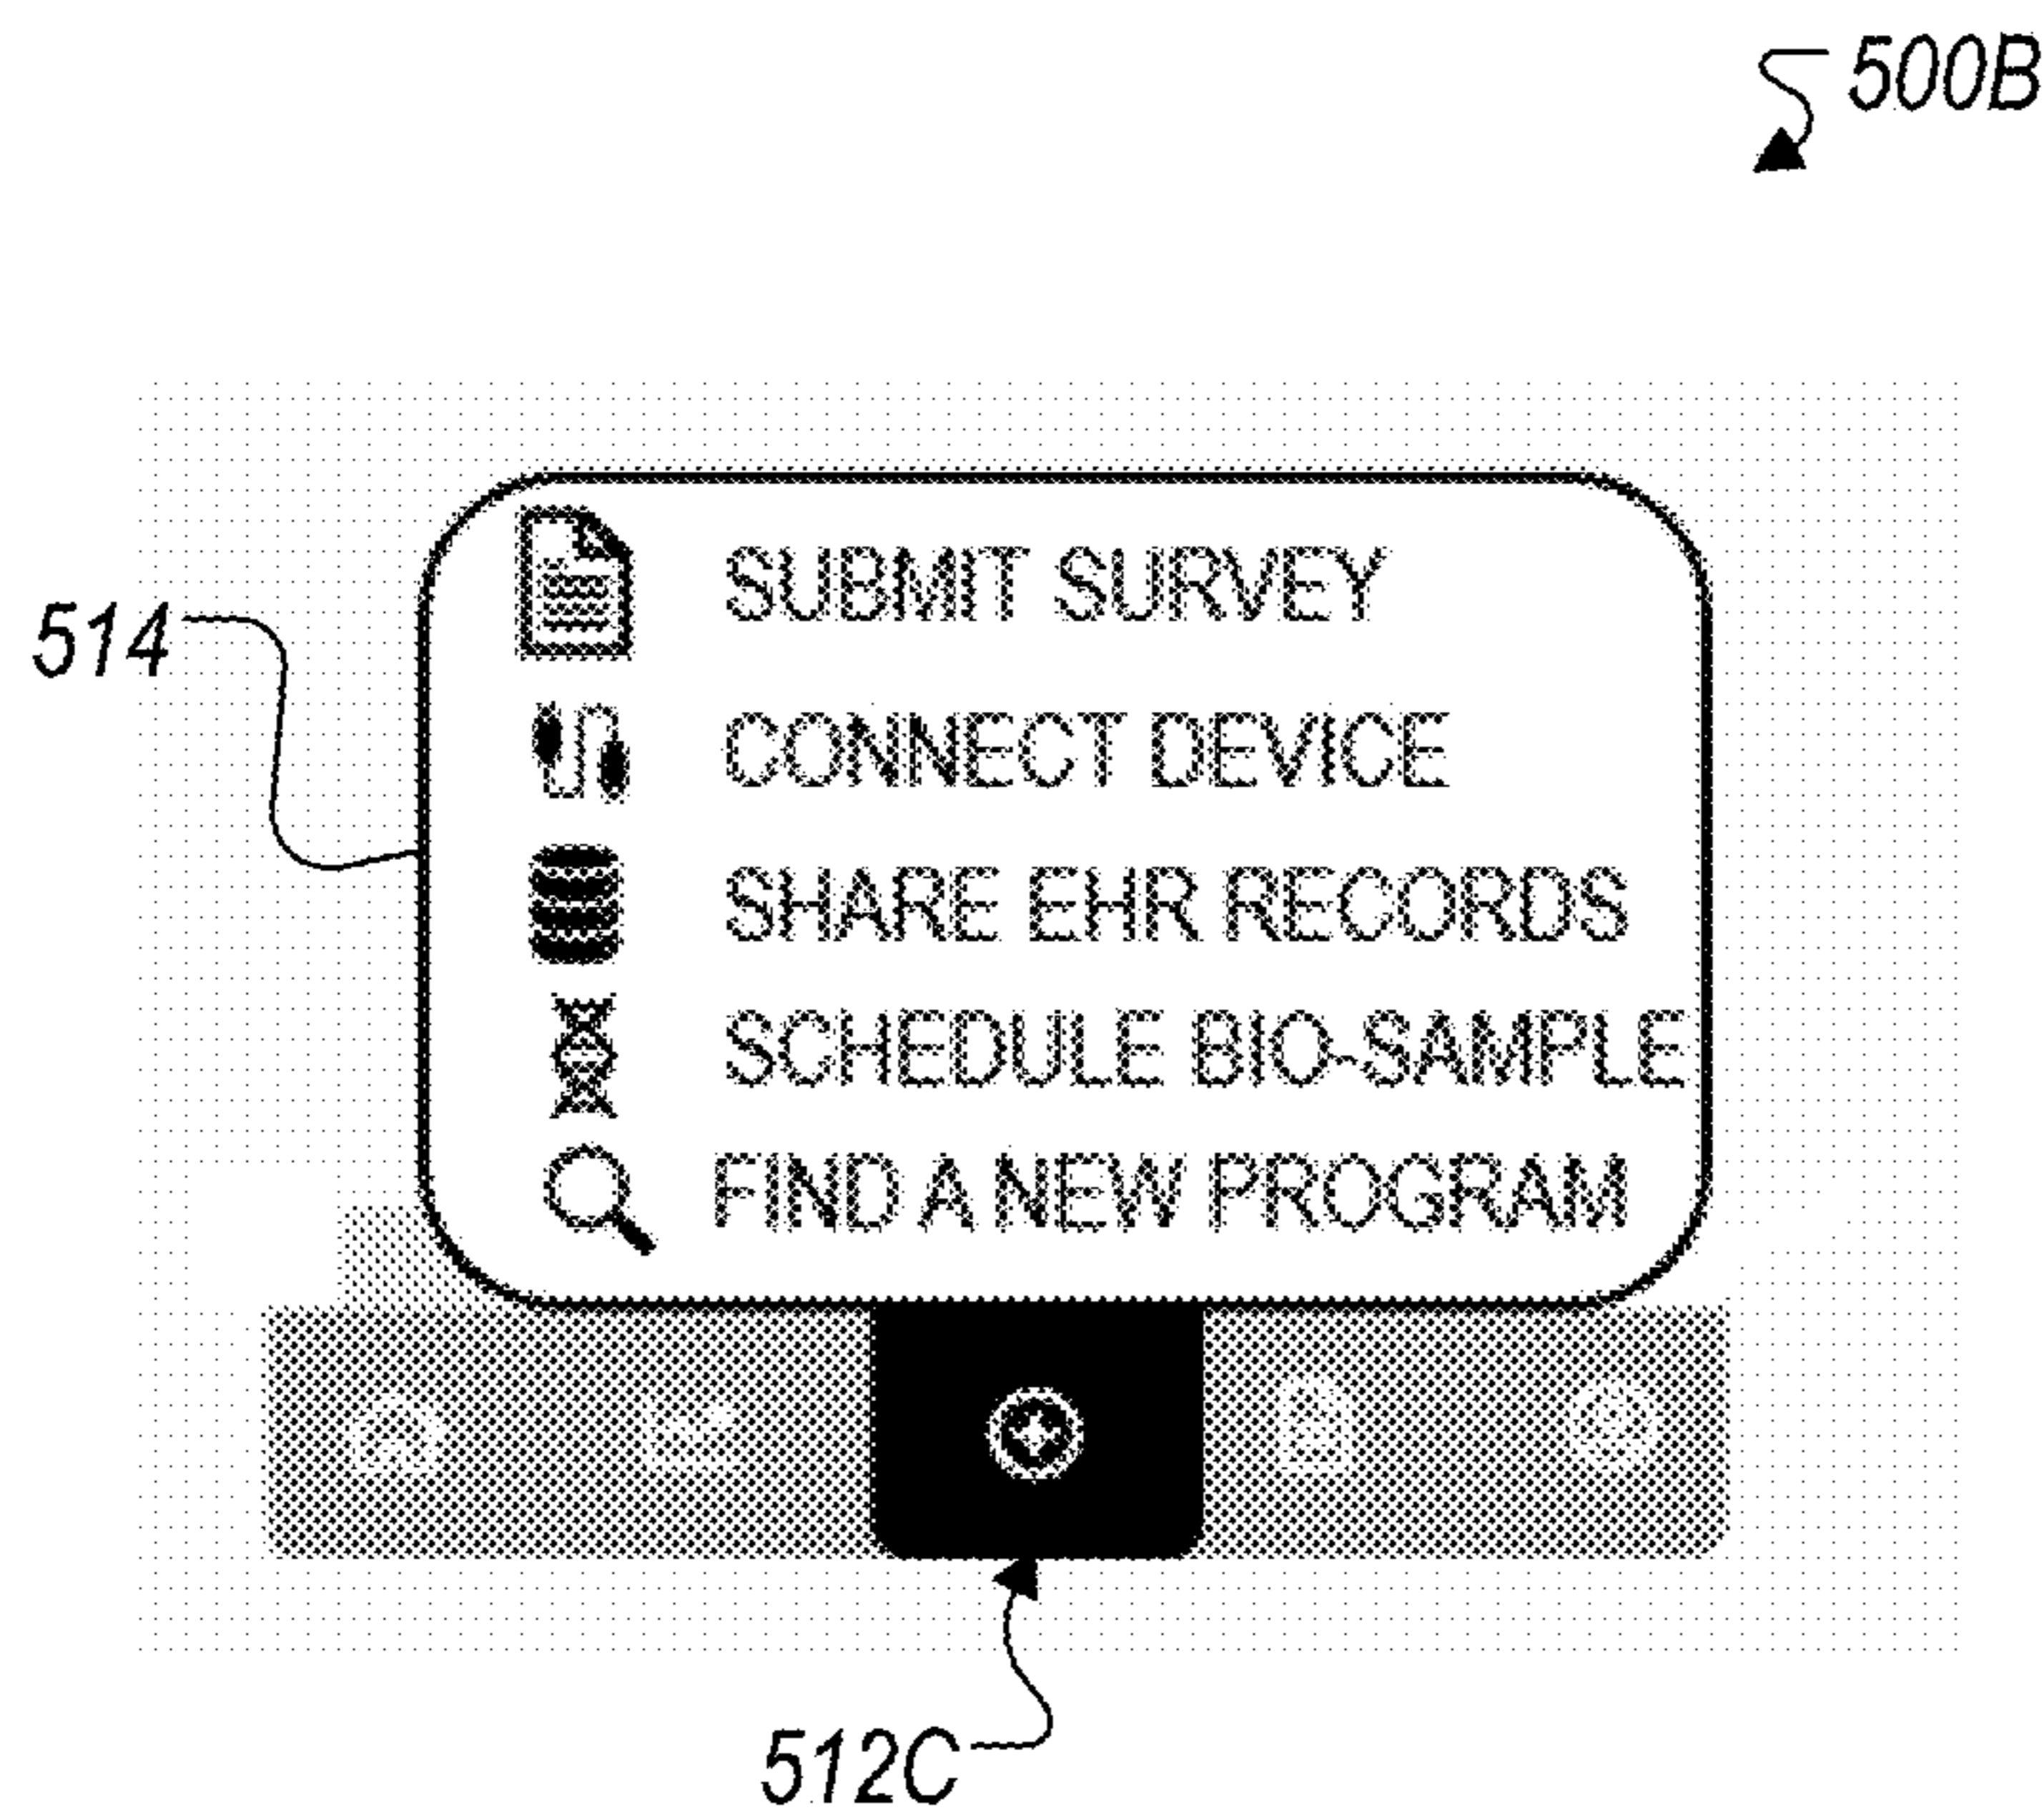 500B
SUBMIT SURVEY
514
CONNECT DEVICE
SHARE EHR RECORDS
SCHEDULE BIO-SAMPLE
FIND A NEW PROGRAM
512C